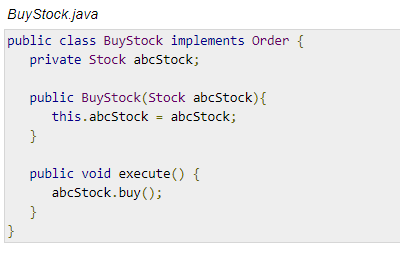 BuyStock.java
public class BuyStock implements Order {
   private Stock abcStock;

   public BuyStock(Stock abcStock){
      this.abcStock = abcStock;
   }

   public void execute() {
      abcStock.buy();
   }
}